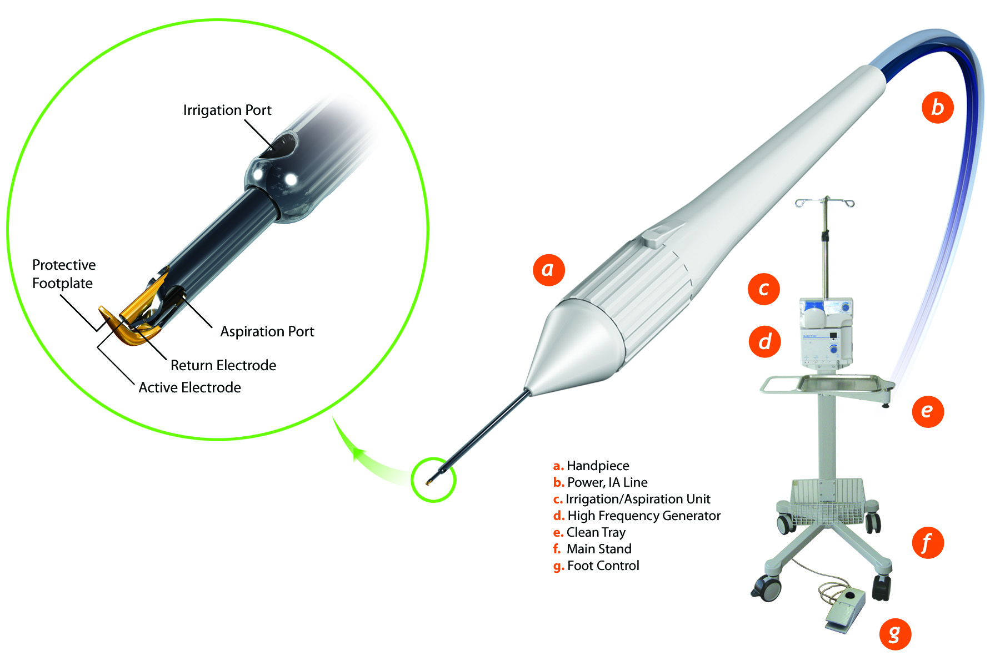 Irrigation Port
Protective
Footplate
Aspiration Port
Return Electrode
Active Electrode
a
b
c
d
e
f
g
a. Handpiece
b. Power, IA Line
c. Irrigation/Aspiration Unit
d. High Frequency Generator
e. Clean Tray
f. Main Stand
g. Foot Control